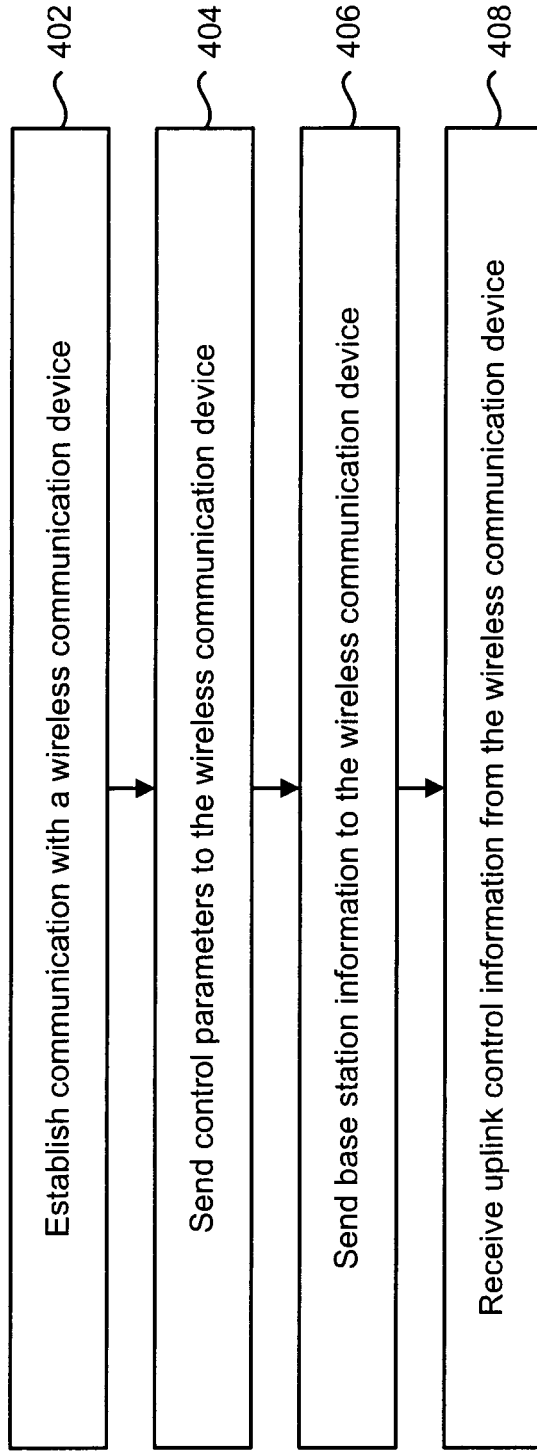 Establish communication with a wireless communication device
402
Send control parameters to the wireless communication device
404
Send base station information to the wireless communication device
406
Receive uplink control information from the wireless communication device
408